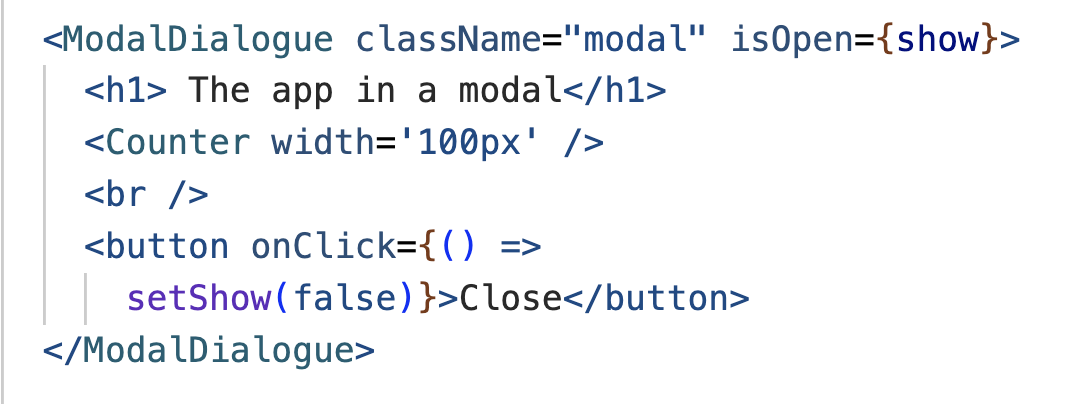 <ModalDialogue className="modal" isOpen={show}>
<h1> The app in a modal</h1>
<Counter width='100px' />
<br />
<button onClick={() =>
setShow(false)}>Close</button>
</ModalDialogue>